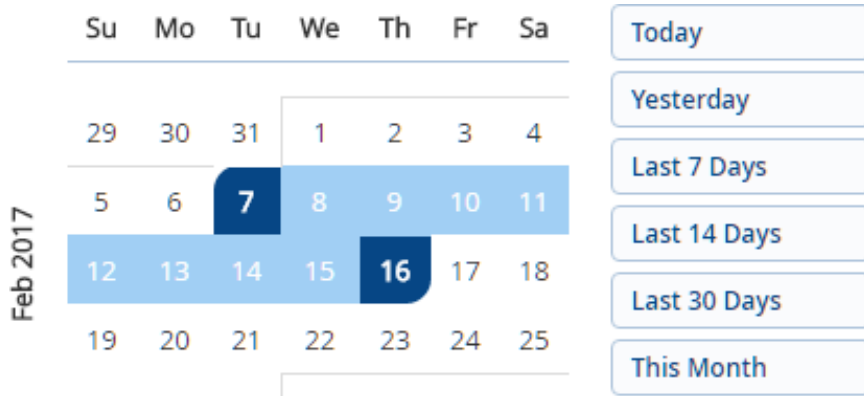 Su Mo Tu We Th Fr Sa
29 30 31 1 2 3 4
5 6 7 8 9 10 11
12 13 14 15 16 17 18
19 20 21 22 23 24 25
Feb 2017
Today
Yesterday
Last 7 Days
Last 14 Days
Last 30 Days
This Month